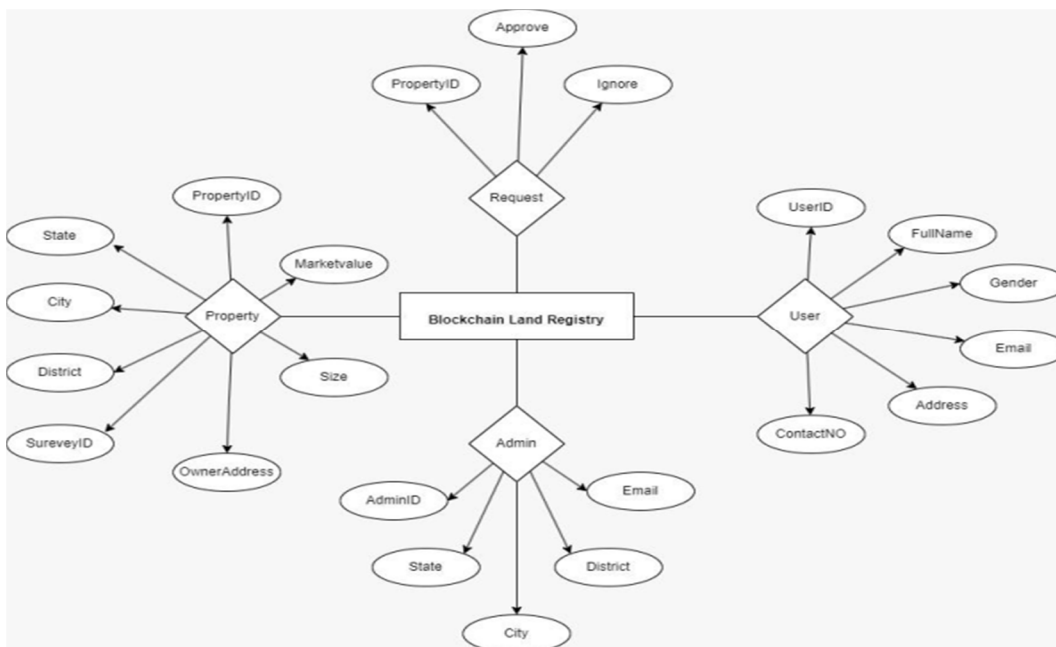 Approve
PropertyID
Ignore
Request
PropertyID
State
Marketvalue
City
Property
District
Size
SureveyID
OwnerAddress
Blockchain Land Registry
UserID
FullName
Gender
User
Email
Address
ContactNO
Admin
AdminID
Email
State
District
City